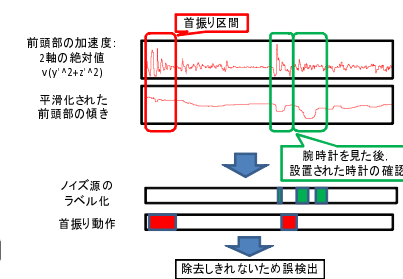 首振り区間
前頭部の加速度:
2軸の絶対値
v(y'^2+z'^2)
平滑化された
前頭部の傾き
腕時計を見た後,
設置された時計の確認
ノイズ源の
ラベル化
首振り動作
除去しきれないため誤検出